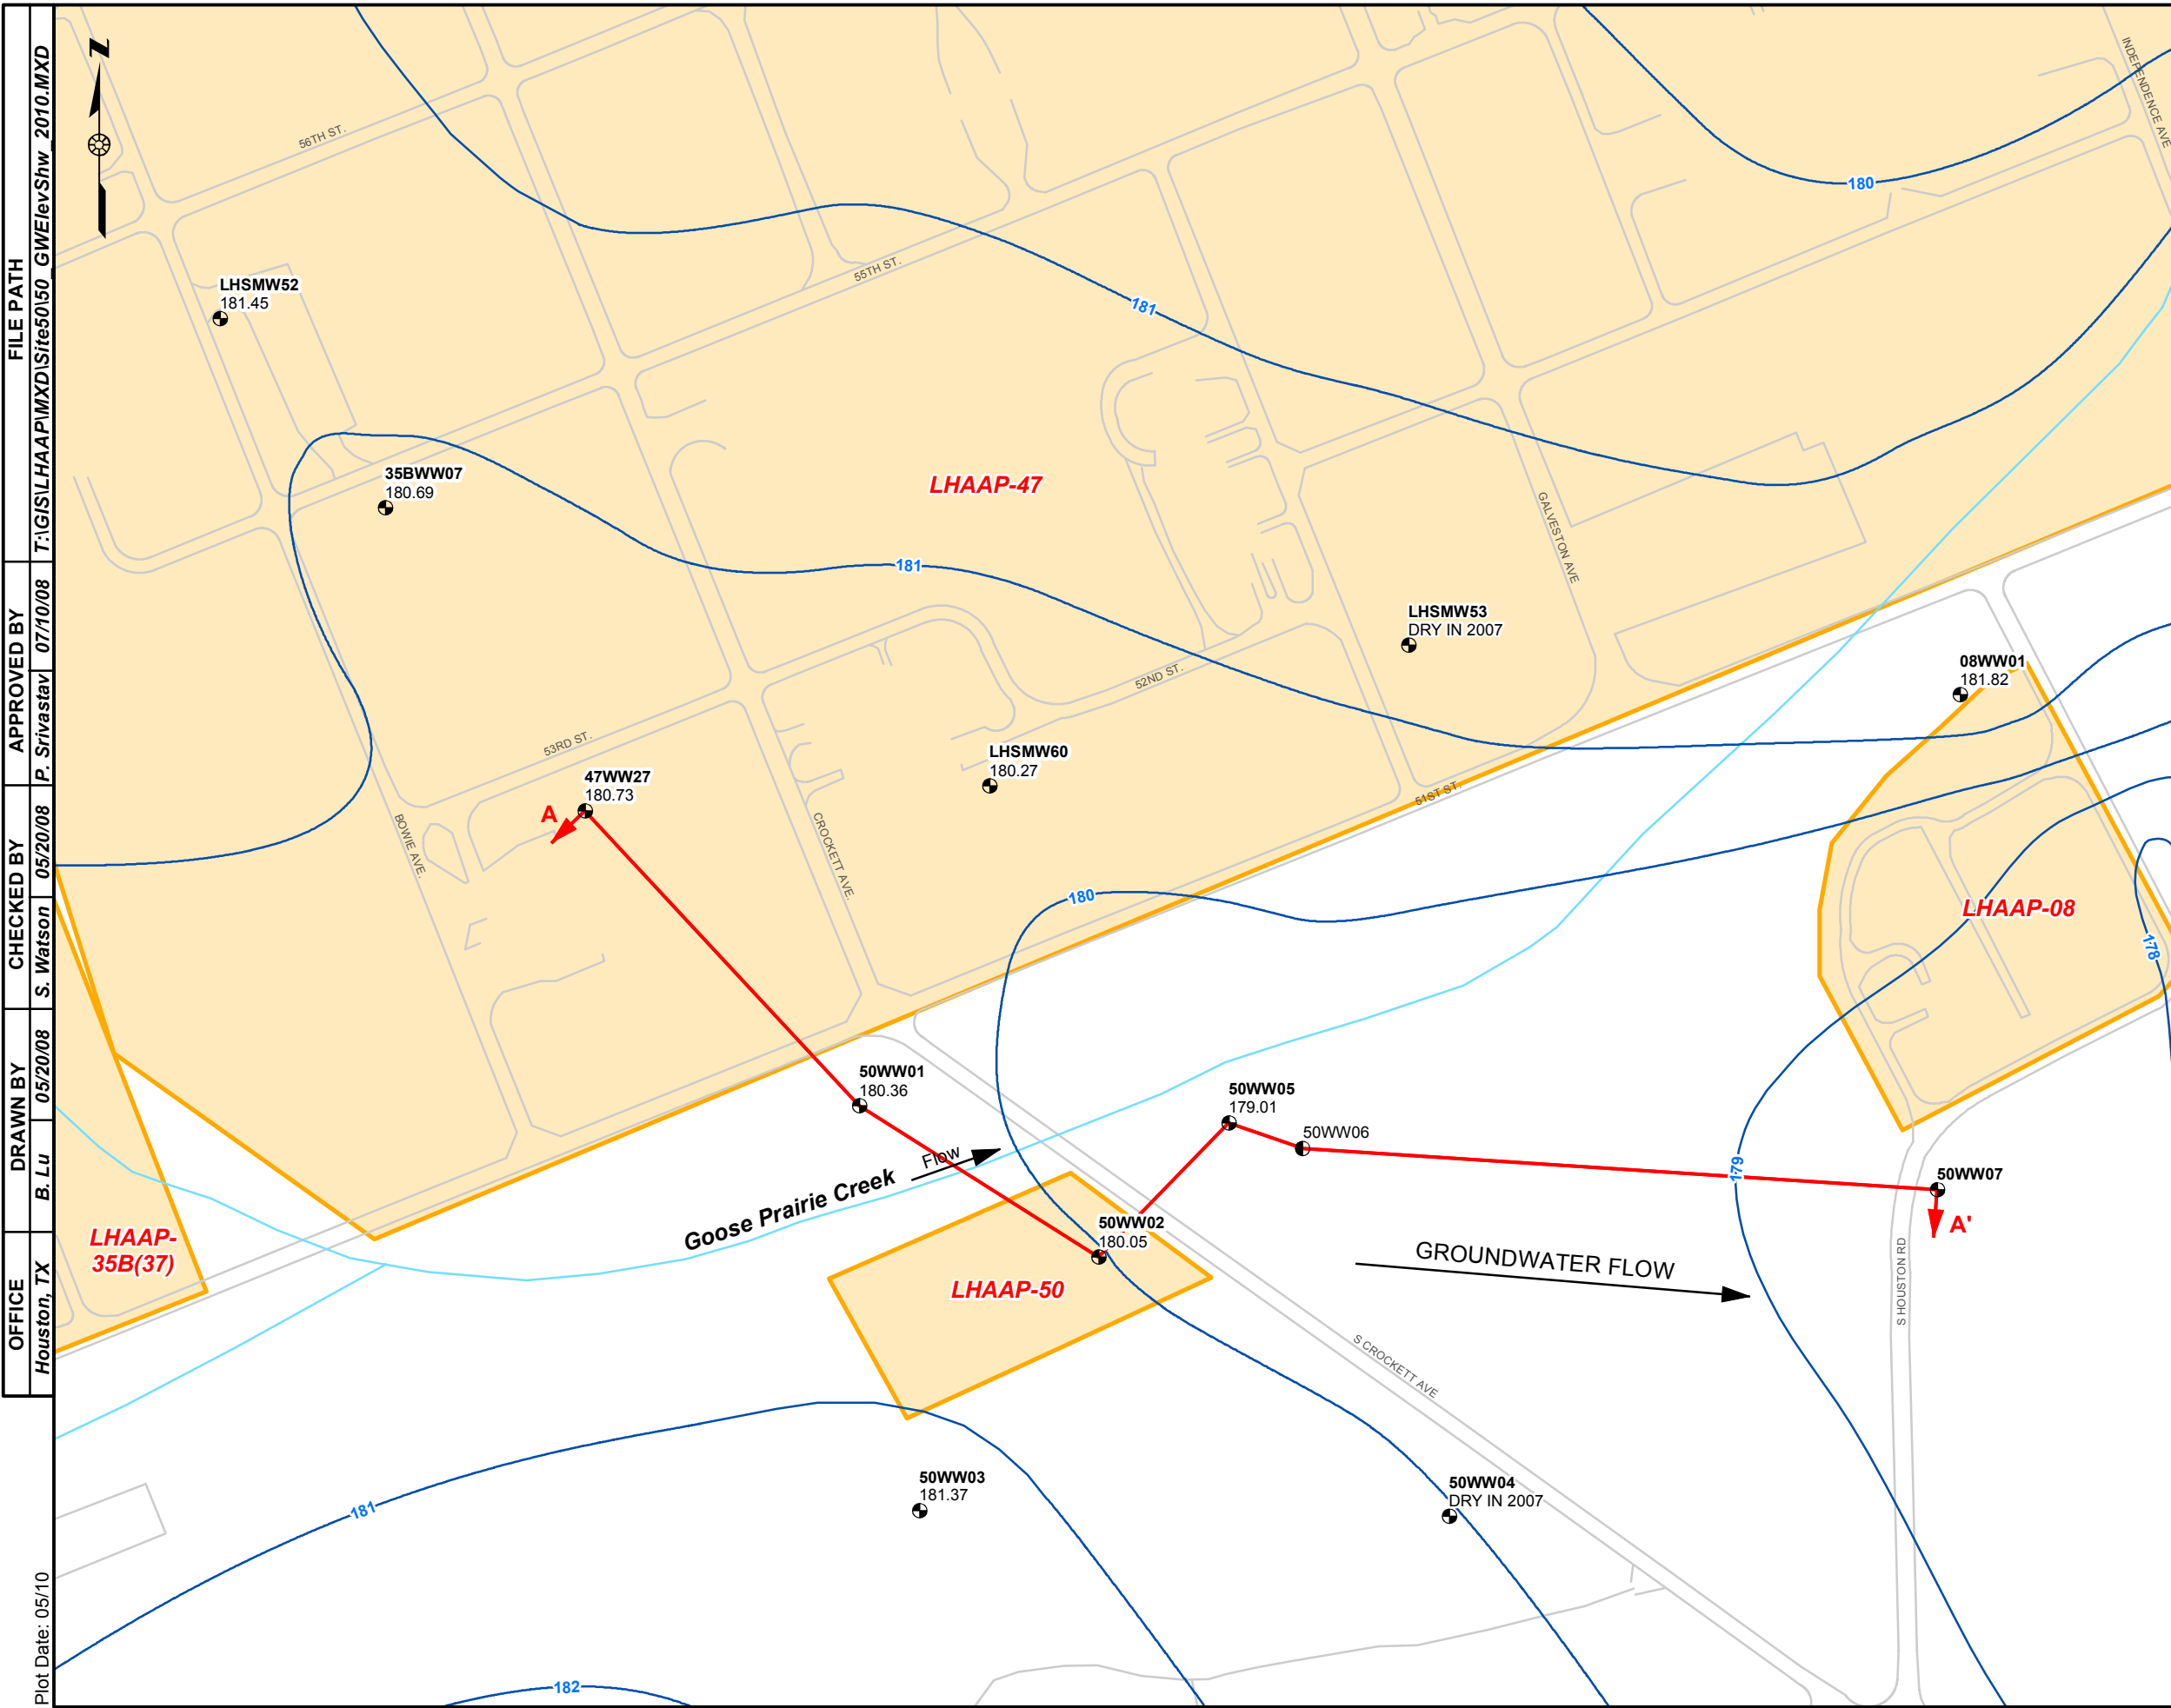 FILE PATH
T:\GIS\LHAAP\MXD\Site50\50_GWElevShw_2010.MXD
APPROVED BY
P. Srivastav
07/10/08
CHECKED BY
S. Watson
05/20/08
DRAWN BY
B. Lu
05/20/08
OFFICE
Houston, TX
Plot Date: 05/10
N
56TH ST.
INDEPENDENCE AVE
180
55TH ST.
LHSMW52
181.45
181
35BWW07
180.69
LHAAP-47
GALVESTON AVE
181
LHSMW53
DRY IN 2007
52ND ST.
08WW01
181.82
53RD ST.
LHSMW60
180.27
47WW27
180.73
A
51ST ST.
BOWIE AVE.
CROCKETT AVE.
180
LHAAP-08
178
50WW01
180.36
50WW05
179.01
50WW06
Flow
Goose Prairie Creek
179
50WW07
A'
50WW02
180.05
LHAAP-
35B(37)
LHAAP-50
GROUNDWATER FLOW
S HOUSTON RD
S CROCKETT AVE
50WW03
181.37
50WW04
DRY IN 2007
181
182